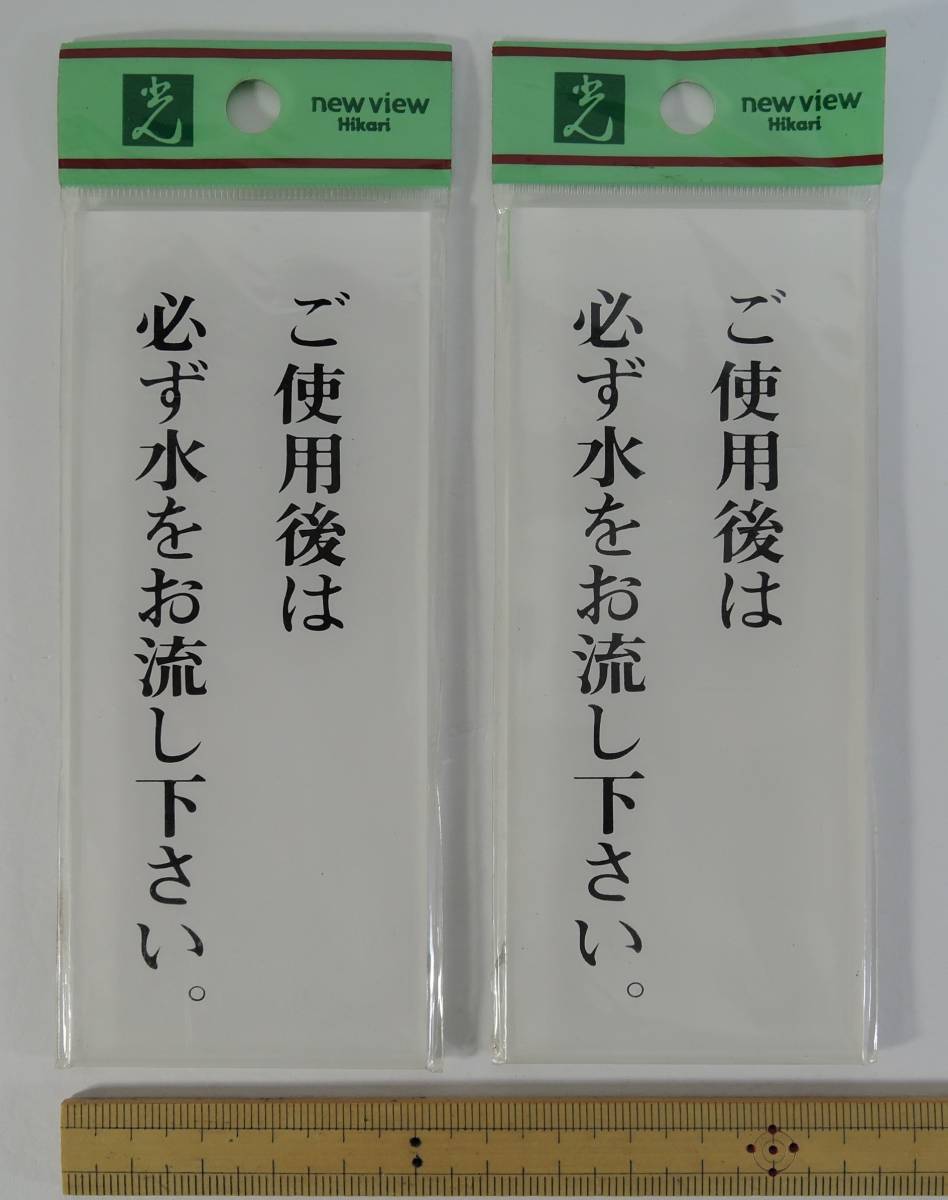 光
new view
Hikari
ご使用後は
必ず水をお流し下さい。
光
new view
Hikari
ご使用後は
必ず水をお流し下さい。